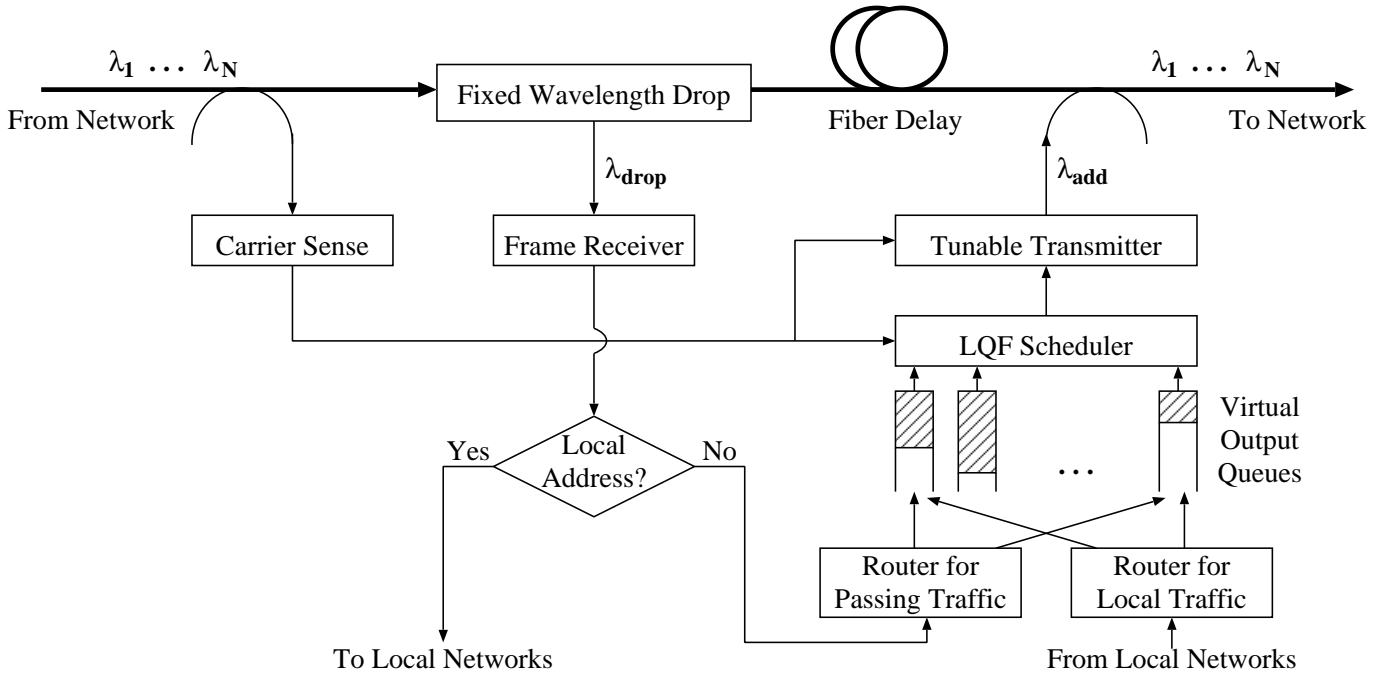 λ1 ... λN
λ1 ... λN
Fixed Wavelength Drop
From Network
Fiber Delay
To Network
λdrop
λadd
Carrier Sense
Frame Receiver
Tunable Transmitter
LQF Scheduler
Virtual
Output
Queues
...
Yes
Local
Address?
No
Router for
Passing Traffic
Router for
Local Traffic
To Local Networks
From Local Networks